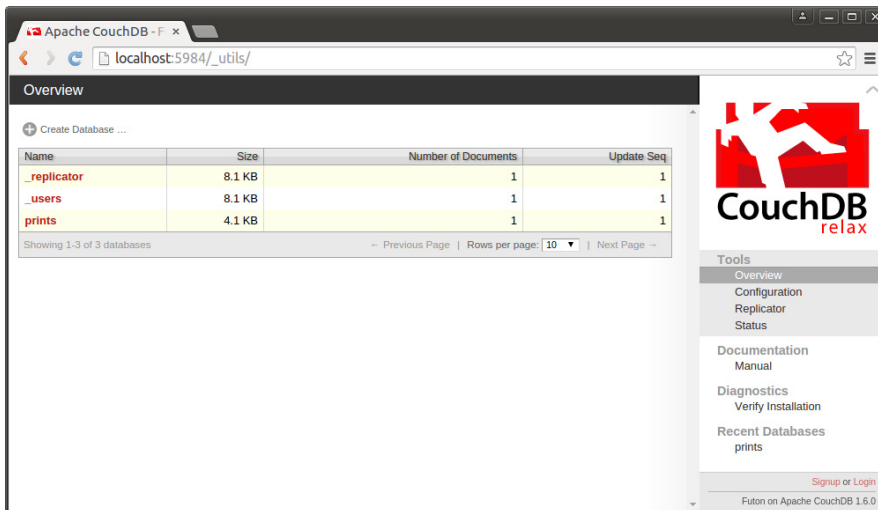 Apache CouchDB - F ×
localhost:5984/_utils/
Overview
Create Database ...
Name Size Number of Documents Update Seq
_replicator 8.1 KB 1 1
_users 8.1 KB 1 1
prints 4.1 KB 1 1
Showing 1-3 of 3 databases ← Previous Page | Rows per page: 10 ▼ | Next Page →
CouchDB
relax
Tools
Overview
Configuration
Replicator
Status
Documentation
Manual
Diagnostics
Verify Installation
Recent Databases
prints
Signup or Login
Futon on Apache CouchDB 1.6.0